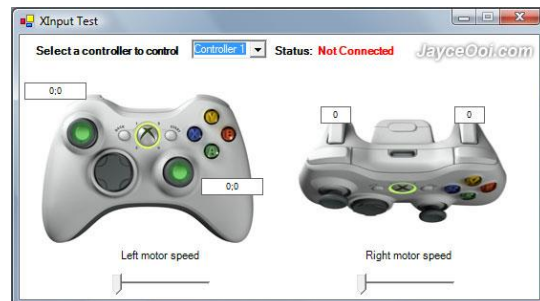 XInput Test
Select a controller to control Controller 1 Status: Not Connected
JayceOoi.com
0;0
0 0
Y
X B
A
0;0
Left motor speed Right motor speed